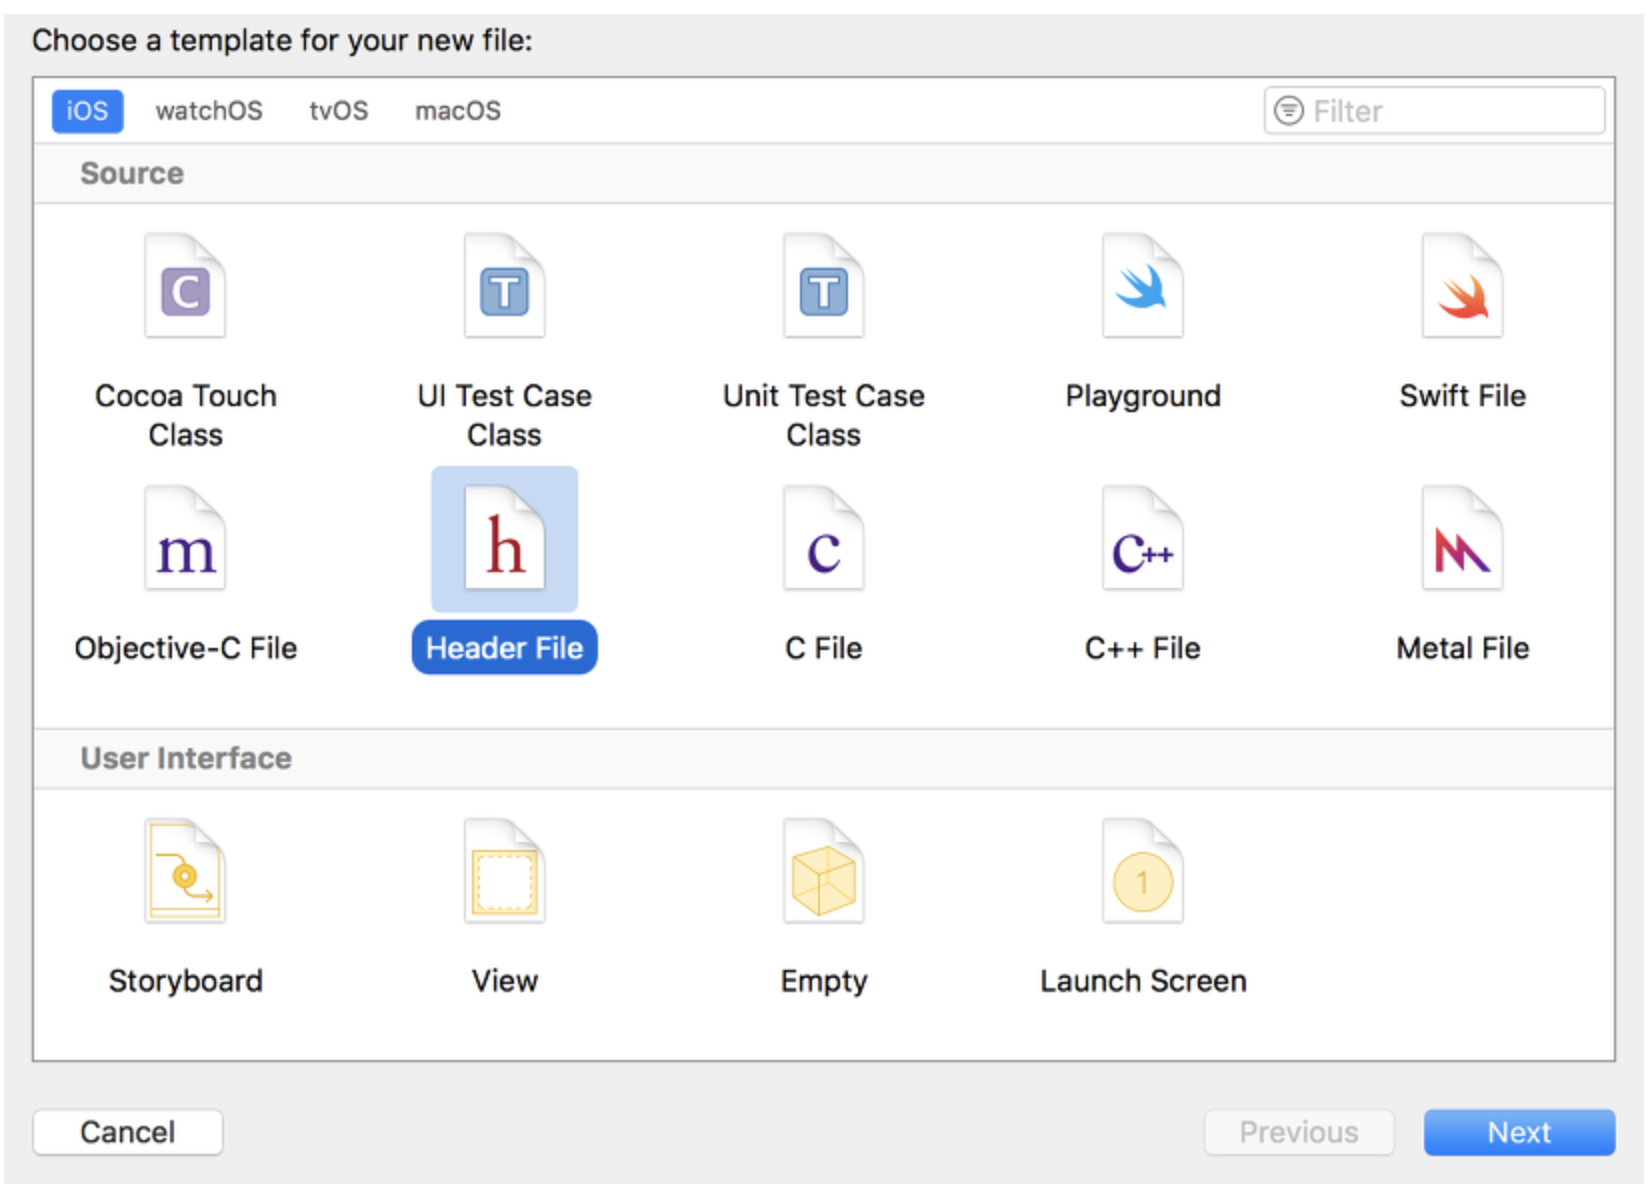 Choose a template for your new file:
iOS watchOS tvOS macOS Filter
Source
C T T
Cocoa Touch Class
UI Test Case Class
Unit Test Case Class
Playground
Swift File
m h c C++
Objective-C File Header File C File C++ File Metal File
User Interface
1
Storyboard View Empty Launch Screen
Cancel Previous Next